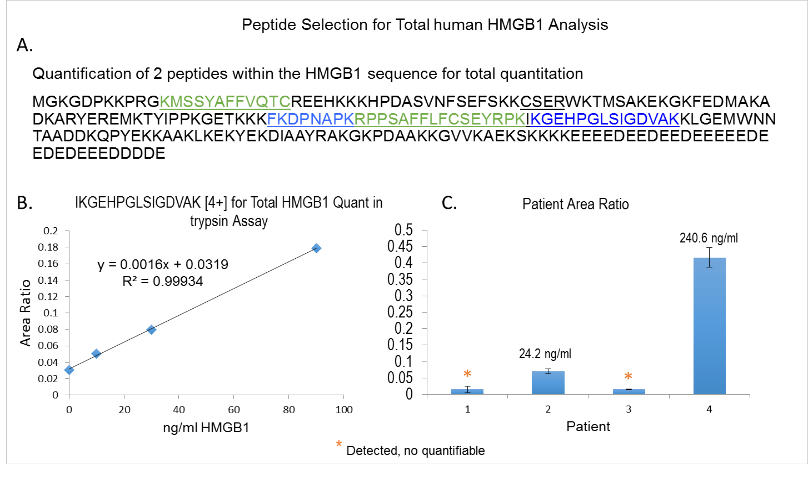 Peptide Selection for Total human HMGB1 Analysis
A.
Quantification of 2 peptides within the HMGB1 sequence for total quantitation
MGKGDPKKPRGKMSSYAFFVQTCREEHKKKHPDASVNFSEFSKKCSERWKTMSAKEKGKFEDMAKA
DKARYEREMKTYIPPKGETKKKFKDPNAPKRPPSAFFLFCSEYRPKIKGEHPGLSIGDVAKKLGEMWNN
TAADDKQPYEKKAAKLKEKYEKDIAAYRAKGKPDAAKKGVVKAEKSKKKKEEEEDEEDEEDEEEEEDE
EDEDEEEDDDDE
B.
IKGEHPGLSIGDVAK [4+] for Total HMGB1 Quant in
trypsin Assay
y = 0.0016x + 0.0319
R² = 0.99934
Area Ratio
0.2
0.18
0.16
0.14
0.12
0.1
0.08
0.06
0.04
0.02
0
0 20 40 60 80 100
ng/ml HMGB1
C.
Patient Area Ratio
0.5
0.45
0.4
0.35
0.3
0.25
0.2
0.15
0.1
0.05
0
240.6 ng/ml
24.2 ng/ml
* *
1 2 3 4
Patient
* Detected, no quantifiable